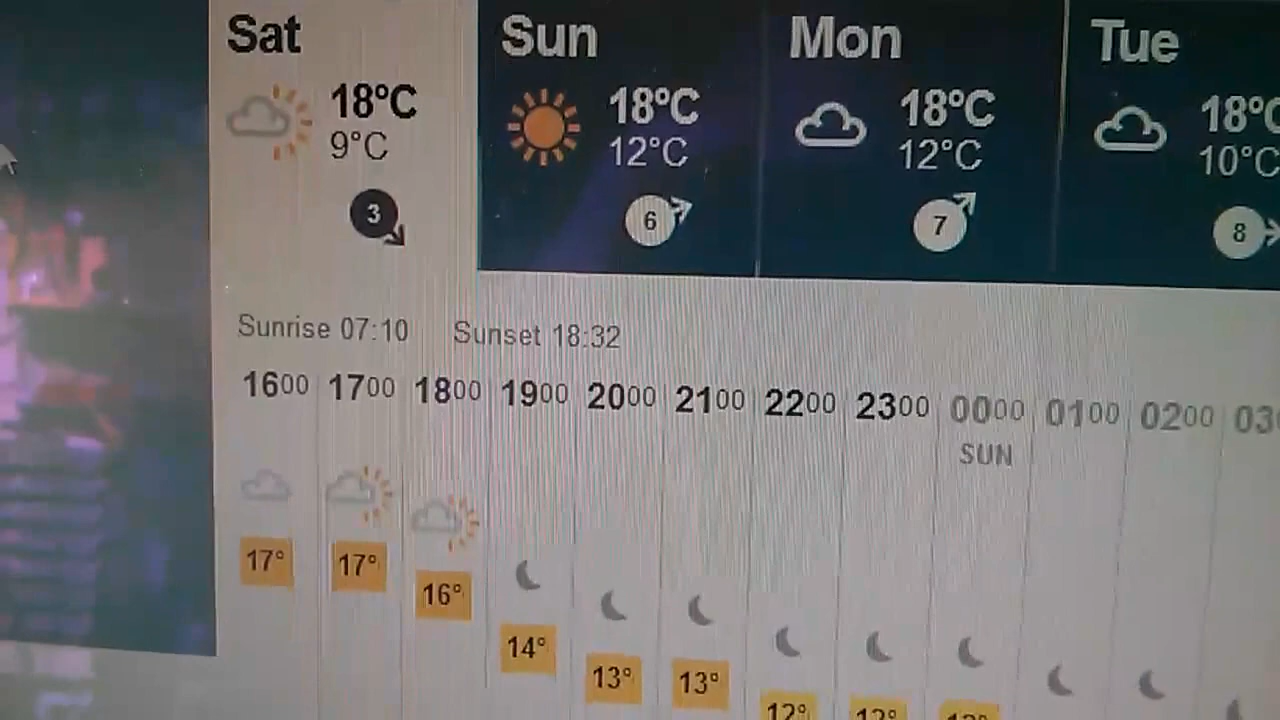 Sat Sun Mon Tue
18°C 18°C 18°C 18°C
9°C 12°C 12°C 10°C
3 6 7 8
Sunrise 07:10 Sunset 18:32
1600 1700 1800 1900 2000 2100 2200 2300 0000 0100 0200
SUN
17° 17° 16° 14° 13° 13° 12°